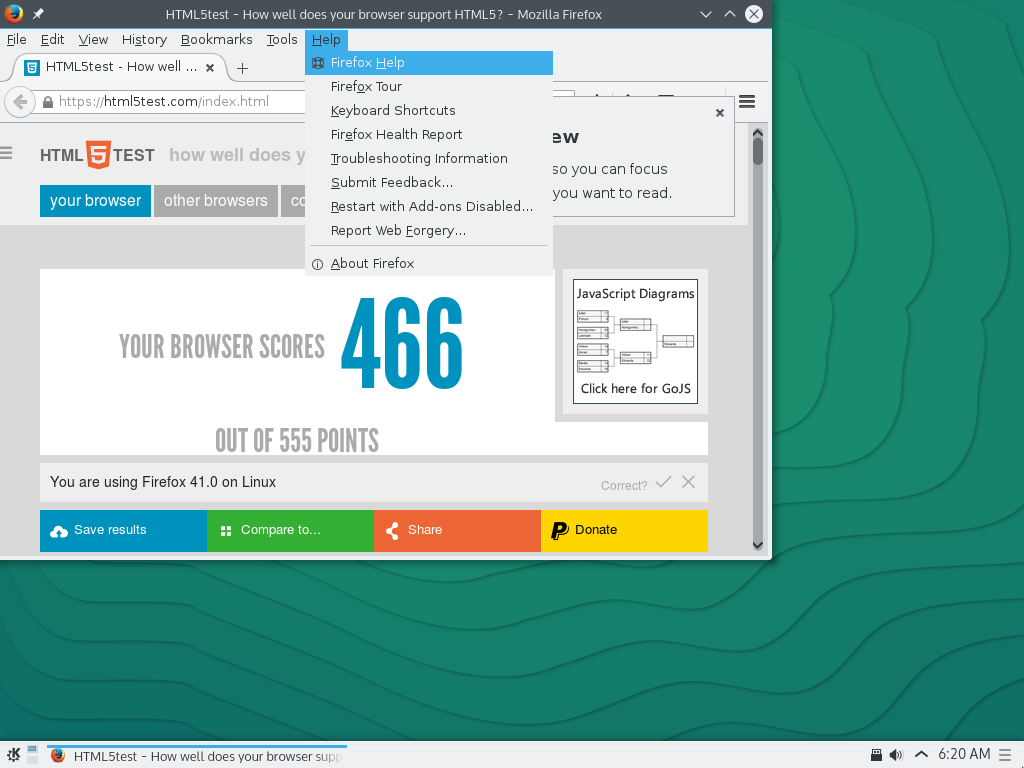 HTML5test - How well does your browser support HTML5? - Mozilla Firefox
File Edit View History Bookmarks Tools Help
HTML5test - How well ...
https://html5test.com/index.html
Firefox Help
Firefox Tour
Keyboard Shortcuts
Firefox Health Report
Troubleshooting Information
Submit Feedback...
Restart with Add-ons Disabled...
Report Web Forgery...
About Firefox
ew
so you can focus
you want to read.
HTML 5 TEST how well does y
your browser other browsers co
YOUR BROWSER SCORES 466
OUT OF 555 POINTS
JavaScript Diagrams
Click here for GoJS
You are using Firefox 41.0 on Linux Correct?
Save results Compare to... Share Donate
HTML5test - How well does your browser supp
6:20 AM